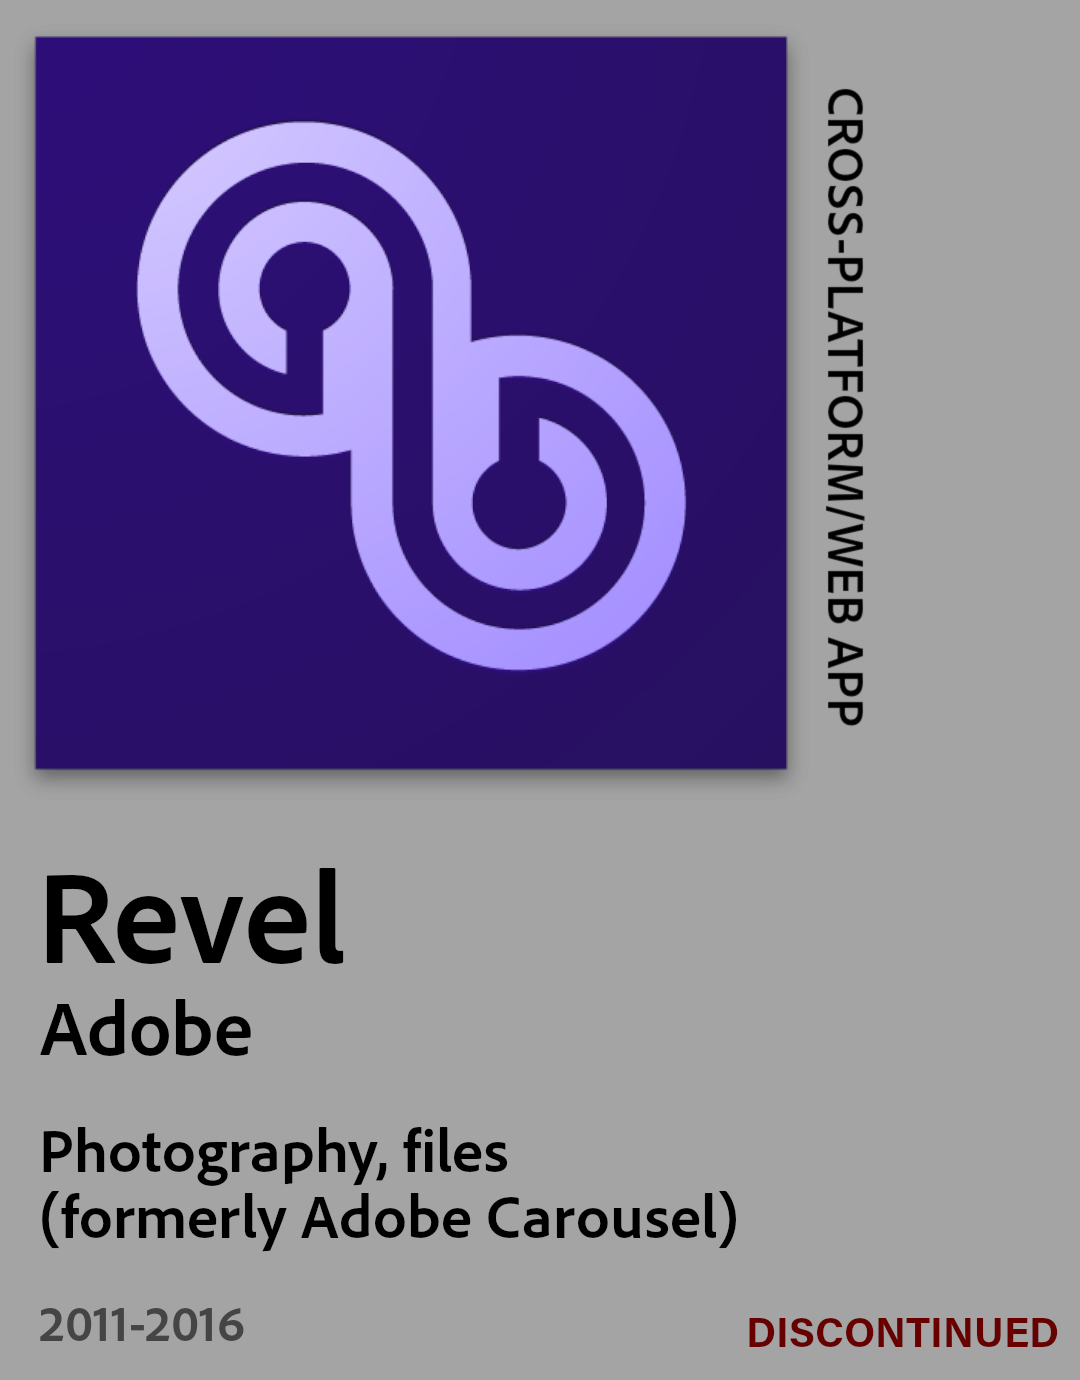 CROSS-PLATFORM/WEB APP
Revel
Adobe
Photography, files
(formerly Adobe Carousel)
2011-2016
DISCONTINUED